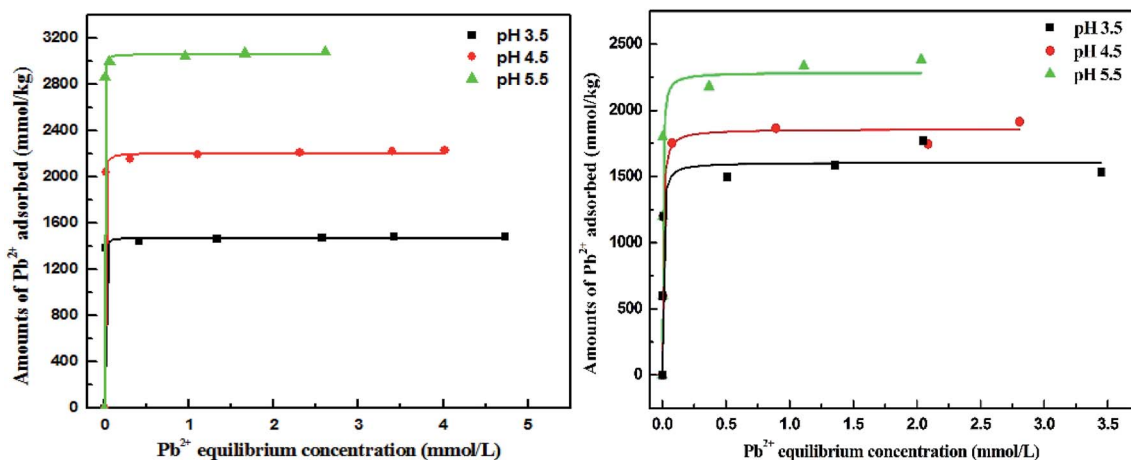 3200
2800
2400
2000
1600
1200
800
400
0
Amounts of Pb²⁺ adsorbed (mmol/kg)
pH 3.5
pH 4.5
pH 5.5
0 1 2 3 4 5
Pb²⁺ equilibrium concentration (mmol/L)
2500
2000
1500
1000
500
0
Amounts of Pb²⁺ adsorbed (mmol/kg)
pH 3.5
pH 4.5
pH 5.5
0.0 0.5 1.0 1.5 2.0 2.5 3.0 3.5
Pb²⁺ equilibrium concentration (mmol/L)